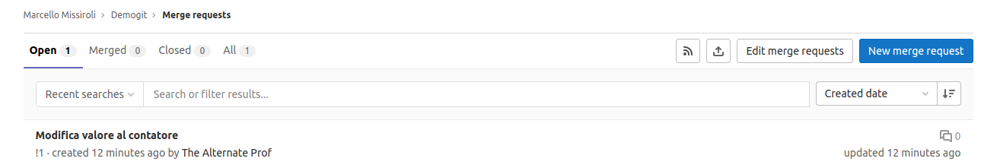 Marcello Missiroli › Demogit › Merge requests
Open 1 Merged 0 Closed 0 All 1 Edit merge requests New merge request
Recent searches Search or filter results... Created date
Modifica valore al contatore 0
!1 · created 12 minutes ago by The Alternate Prof updated 12 minutes ago